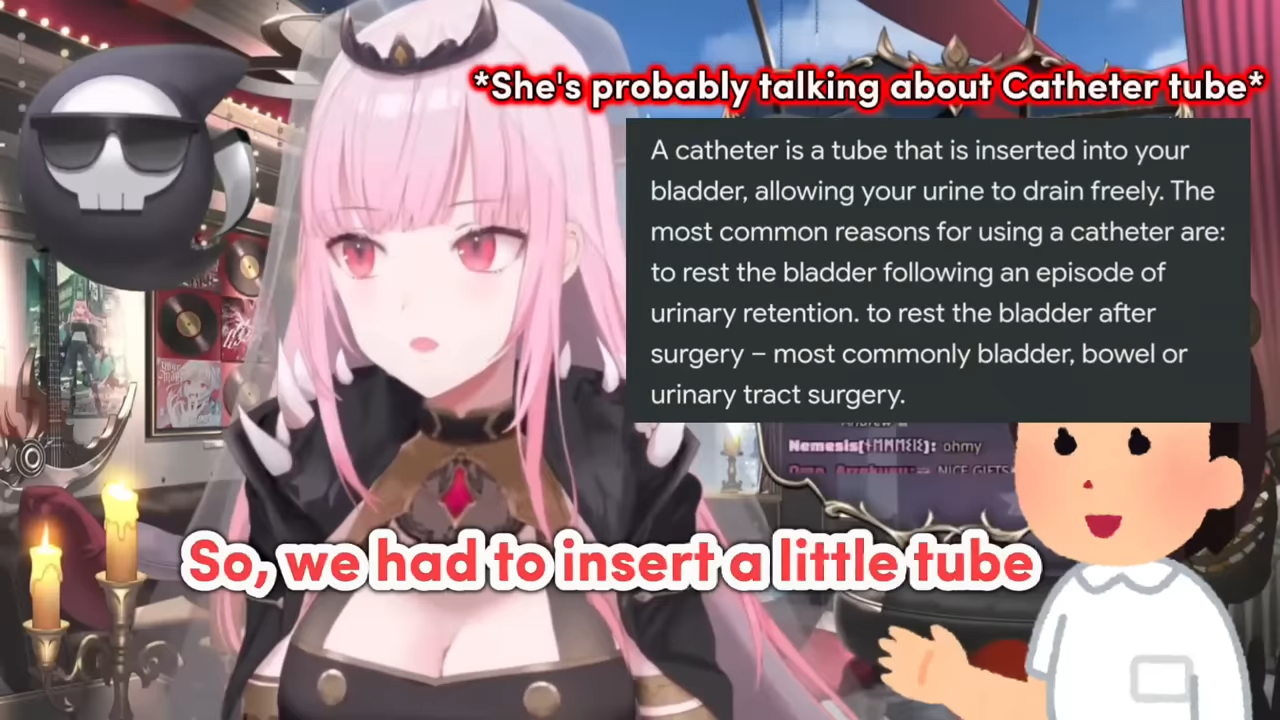 *She's probably talking about Catheter tube*
A catheter is a tube that is inserted into your
bladder, allowing your urine to drain freely. The
most common reasons for using a catheter are:
to rest the bladder following an episode of
urinary retention. to rest the bladder after
surgery – most commonly bladder, bowel or
urinary tract surgery.
ohmy
NICE GIFTS
So, we had to insert a little tube